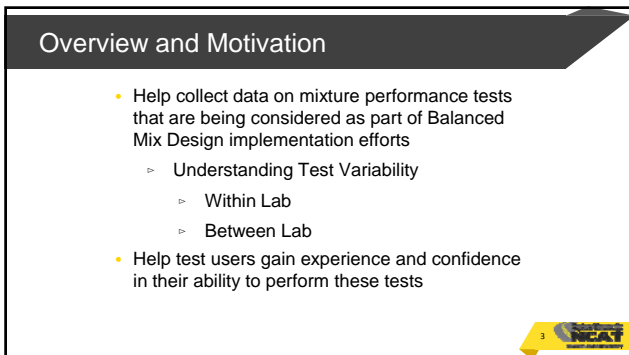 Overview and Motivation
• Help collect data on mixture performance tests
that are being considered as part of Balanced
Mix Design implementation efforts
▹ Understanding Test Variability
▹ Within Lab
▹ Between Lab
• Help test users gain experience and confidence
in their ability to perform these tests
3
NCAT